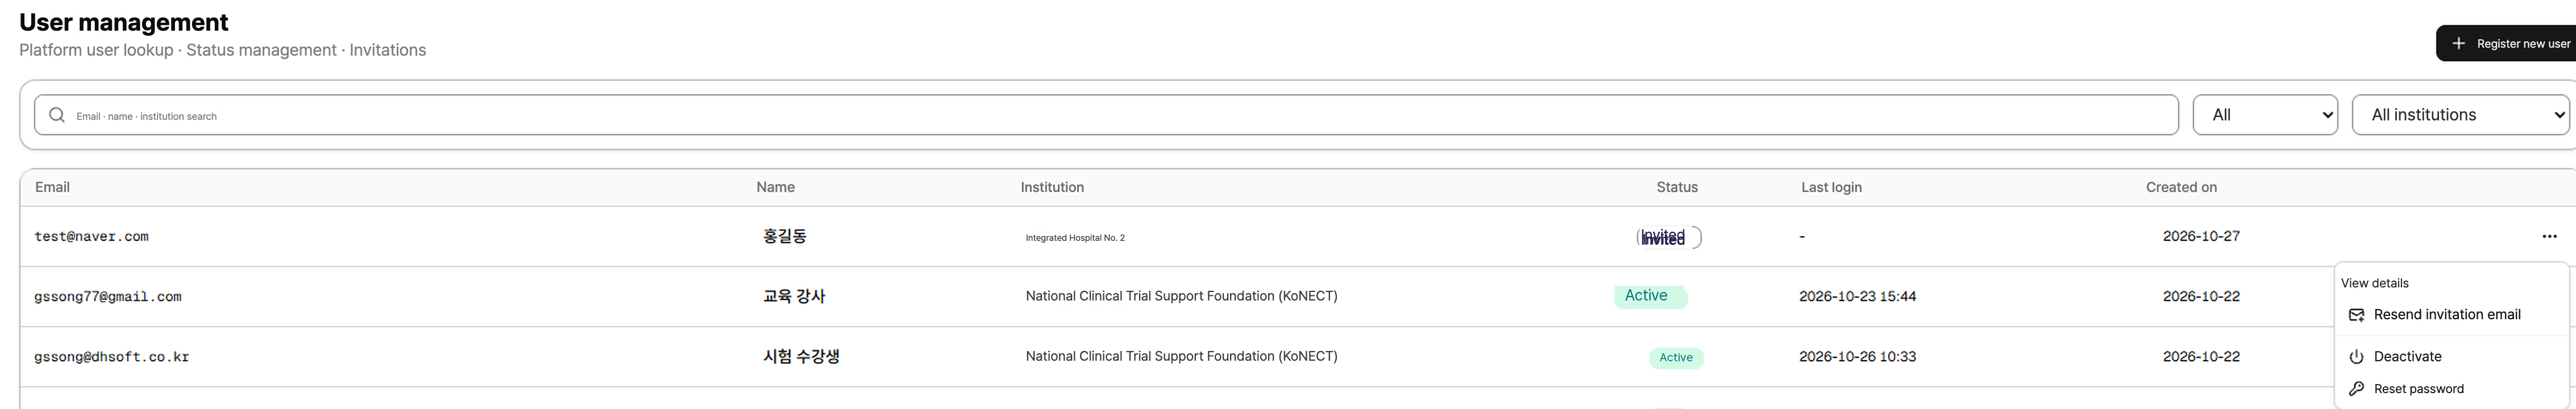 User management
Platform user lookup · Status management · Invitations
Register new user
Email · name · institution search
All
All institutions
Email Name Institution Status Last login Created on
test@naver.com 홍길동 Integrated Hospital No. 2 Invited - 2026-10-27
gssong77@gmail.com 교육 강사 National Clinical Trial Support Foundation (KoNECT) Active 2026-10-23 15:44 2026-10-22
gssong@dhsoft.co.kr 시험 수강생 National Clinical Trial Support Foundation (KoNECT) Active 2026-10-26 10:33 2026-10-22
View details
Resend invitation email
Deactivate
Reset password